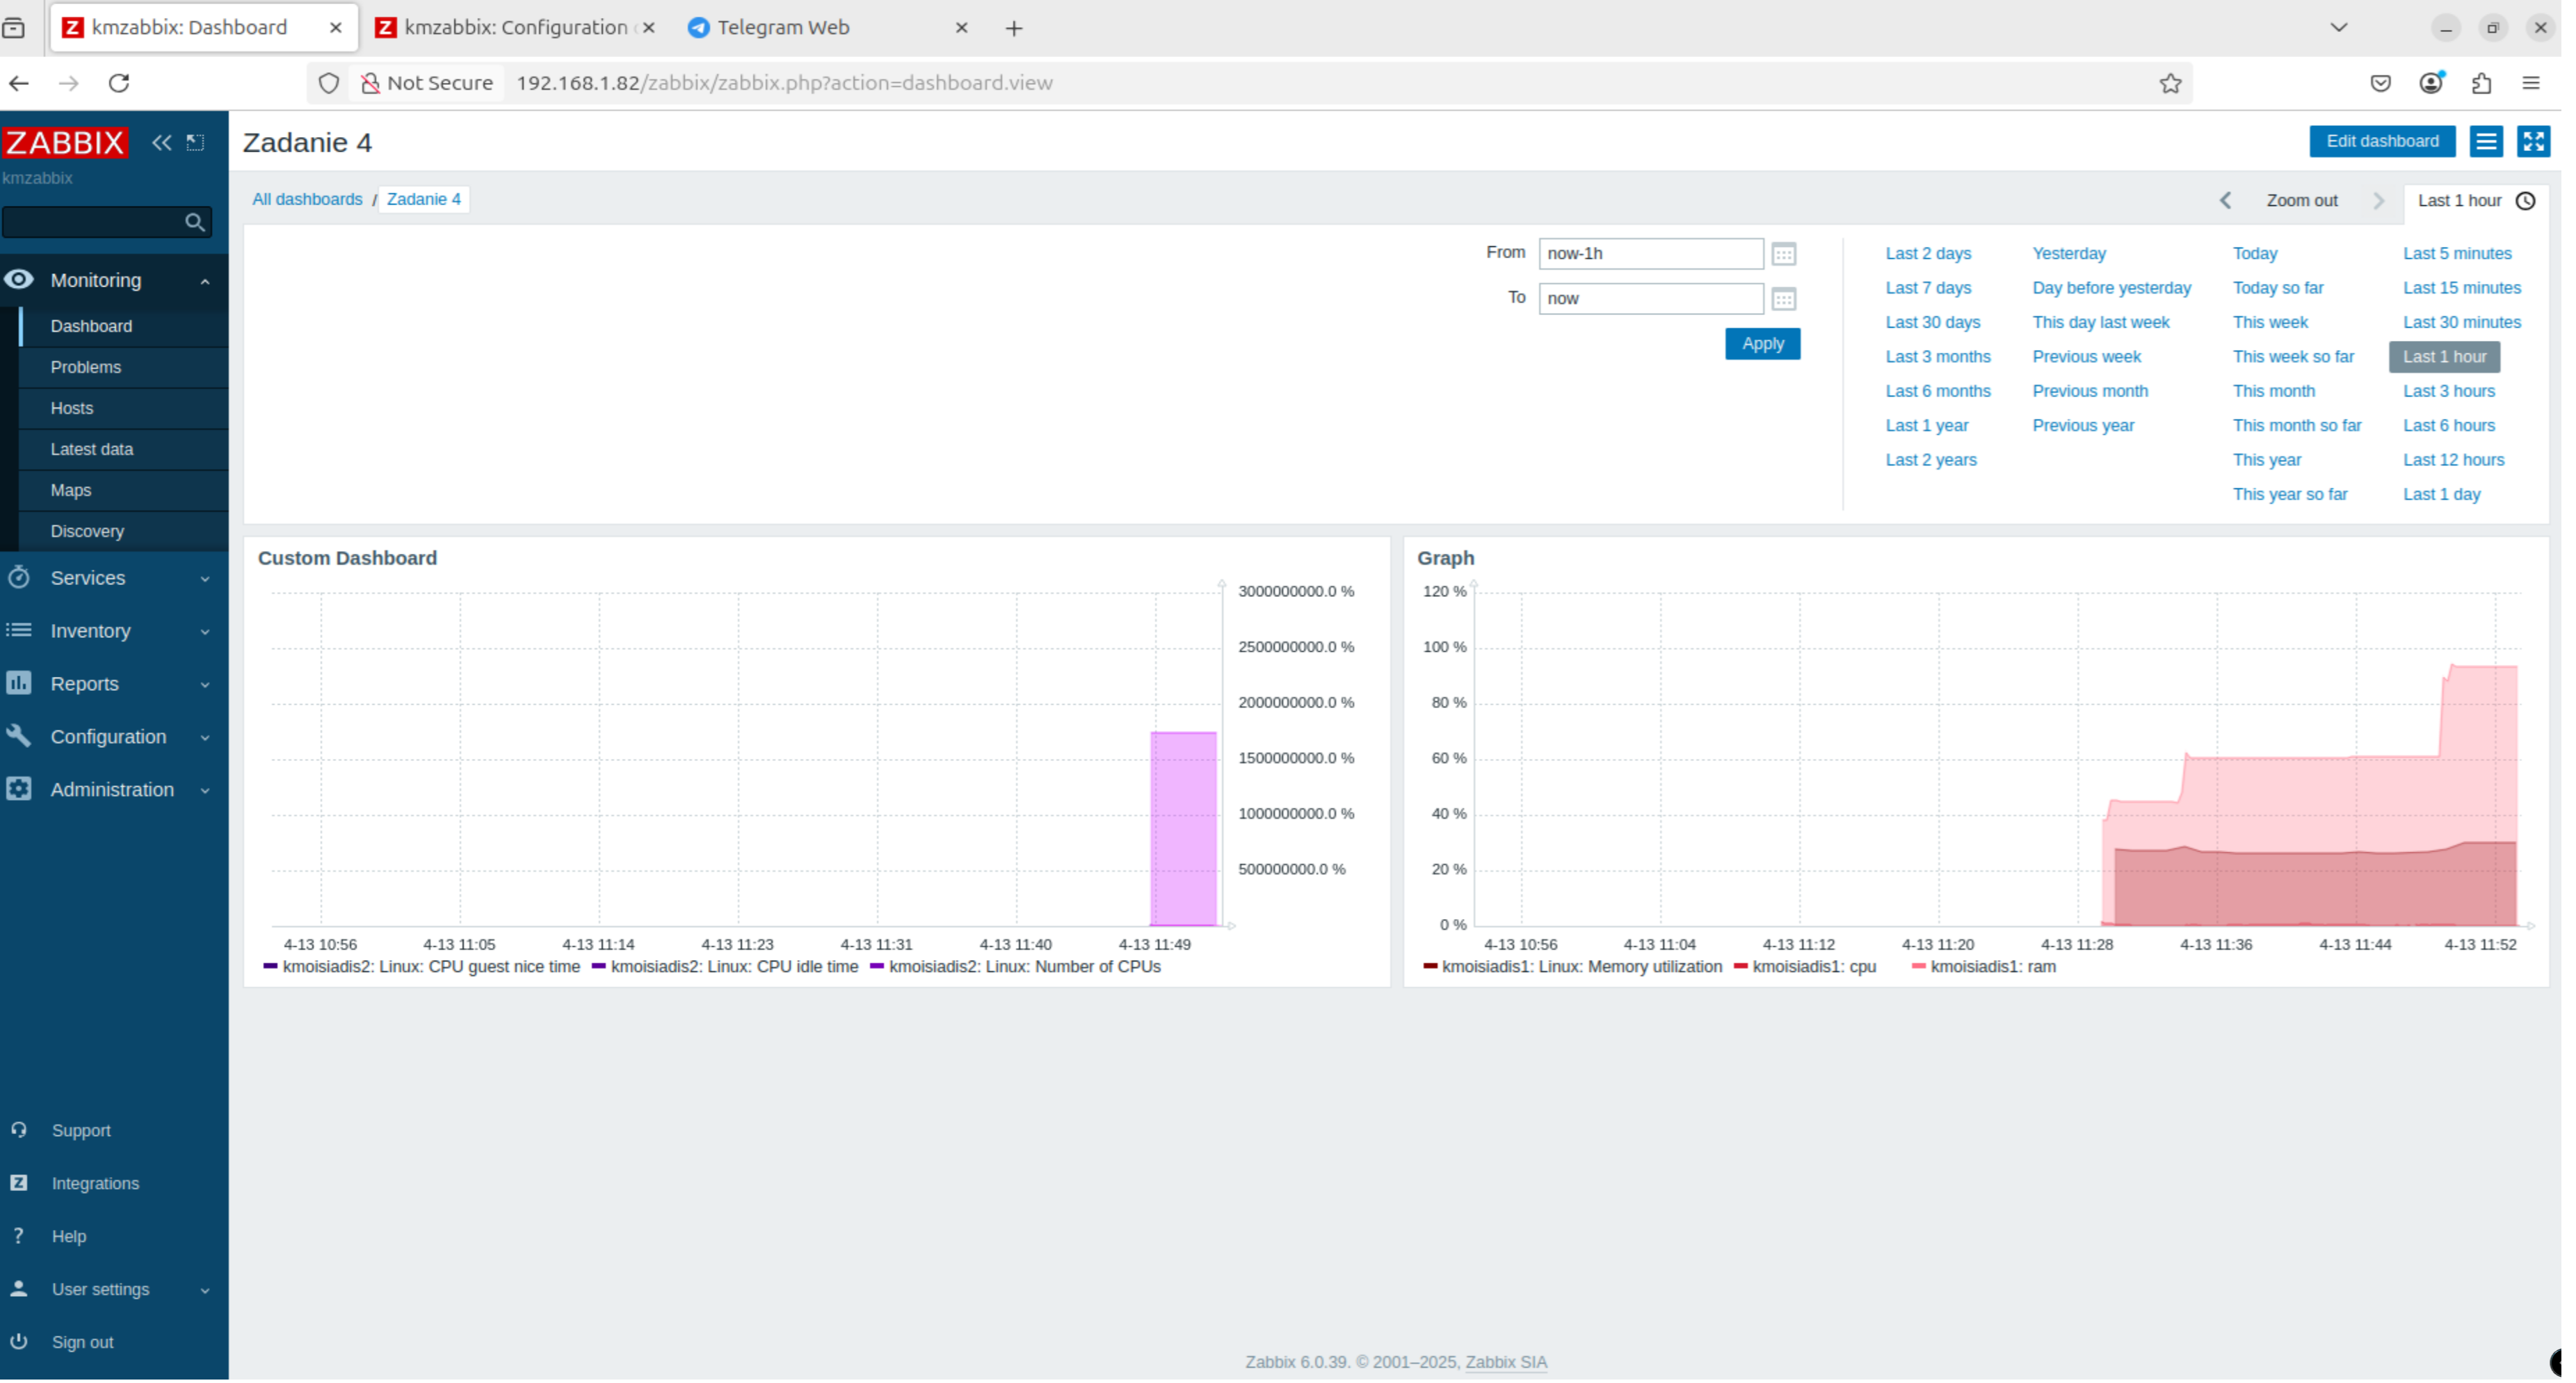 kmzabbix: Dashboard
kmzabbix: Configuration
Telegram Web
Not Secure 192.168.1.82/zabbix/zabbix.php?action=dashboard.view
ZABBIX
kmzabbix
Monitoring
Dashboard
Problems
Hosts
Latest data
Maps
Discovery
Services
Inventory
Reports
Configuration
Administration
Support
Integrations
Help
User settings
Sign out
Zadanie 4
Edit dashboard
All dashboards / Zadanie 4
Zoom out
Last 1 hour
From now-1h
To now
Apply
Last 2 days Yesterday Today Last 5 minutes
Last 7 days Day before yesterday Today so far Last 15 minutes
Last 30 days This day last week This week Last 30 minutes
Last 3 months Previous week This week so far Last 1 hour
Last 6 months Previous month This month Last 3 hours
Last 1 year Previous year This month so far Last 6 hours
Last 2 years This year Last 12 hours
This year so far Last 1 day
Custom Dashboard
3000000000.0 %
2500000000.0 %
2000000000.0 %
1500000000.0 %
1000000000.0 %
500000000.0 %
4-13 10:56 4-13 11:05 4-13 11:14 4-13 11:23 4-13 11:31 4-13 11:40 4-13 11:49
kmoisiadis2: Linux: CPU guest nice time kmoisiadis2: Linux: CPU idle time kmoisiadis2: Linux: Number of CPUs
Graph
120 %
100 %
80 %
60 %
40 %
20 %
0 %
4-13 10:56 4-13 11:04 4-13 11:12 4-13 11:20 4-13 11:28 4-13 11:36 4-13 11:44 4-13 11:52
kmoisiadis1: Linux: Memory utilization kmoisiadis1: cpu kmoisiadis1: ram
Zabbix 6.0.39. © 2001–2025, Zabbix SIA